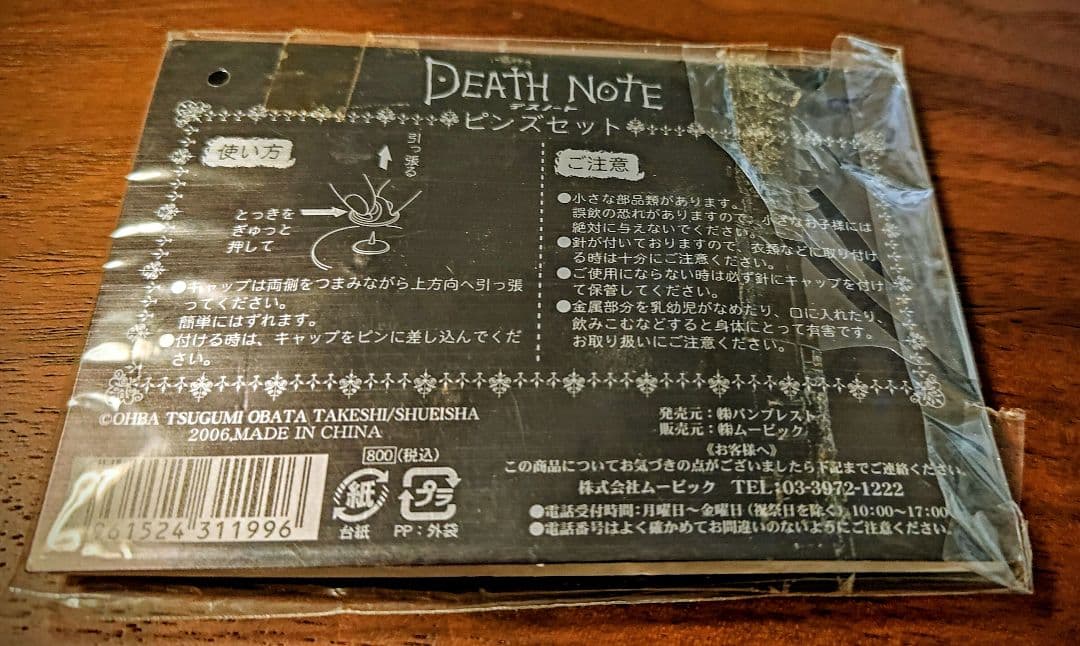 DEATH NOTE
デスノート
ピンズセット
使い方
引っ張る
とっきを
ぎゅっと
押して
●キャップは両側をつまみながら上方向へ引っ張
ってください。
簡単にはずれます。
●付ける時は、キャップをピンに差し込んでくだ
さい。
ご注意
●小さな部品類があります。
誤飲の恐れがありますので、小さなお子様には
絶対に与えないでください。
●針が付いておりますので、衣類などに取り付け
る時は十分にご注意ください。
●ご使用にならない時は必ず針にキャップを付け
て保管してください。
●金属部分を乳幼児がなめたり、口に入れたり、
飲みこむなどすると身体にとって有害です。
お取り扱いにご注意ください。
©OHBA TSUGUMI OBATA TAKESHI/SHUEISHA
2006,MADE IN CHINA
発売元：㈱バンプレスト
販売元：㈱ムービック
《お客様へ》
この商品についてお気づきの点がございましたら下記までご連絡ください。
株式会社ムービック TEL:03-3972-1222
●電話受付時間：月曜日～金曜日（祝祭日を除く）10:00～17:00
●電話番号はよく確かめてお間違いのないようにご注意ください。
800(税込)
紙
台紙
プラ
PP：外袋
961524 311996